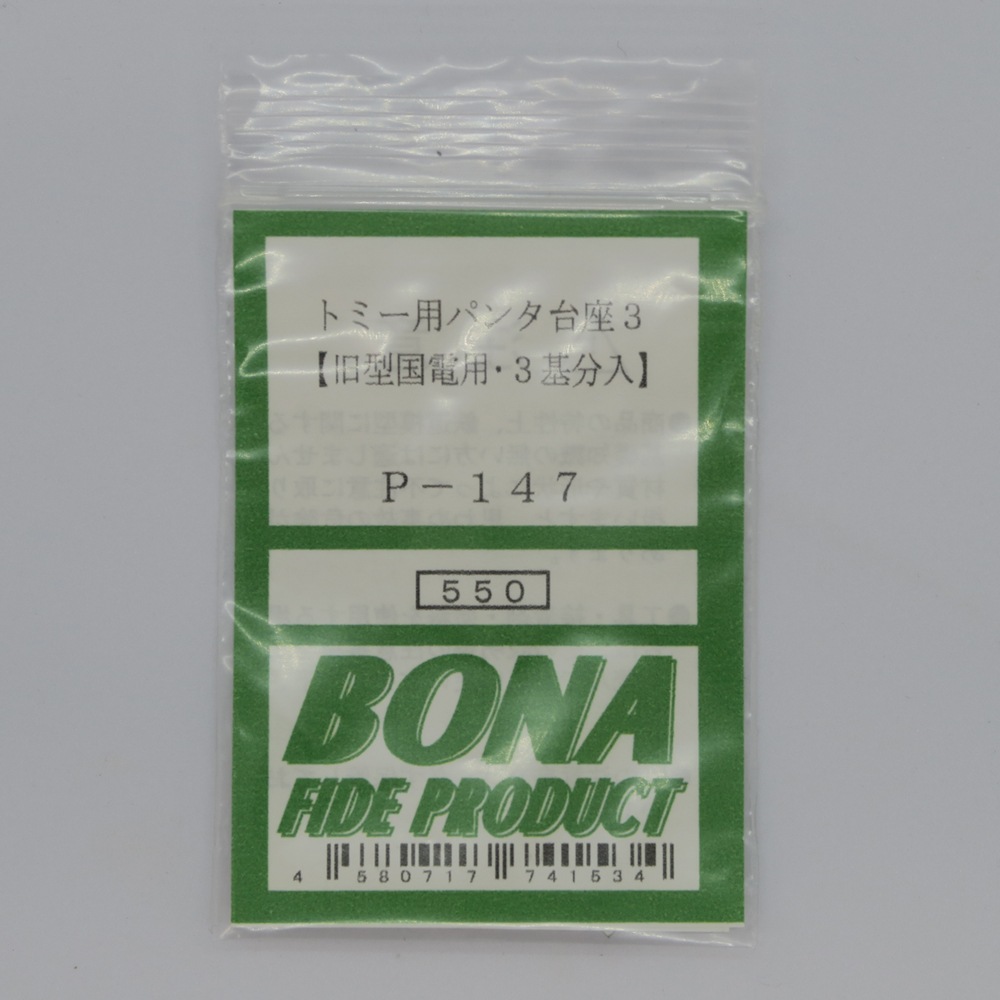 トミー用パンタ台座３
【旧型国電用・３基分入】
Ｐ－１４７
５５０
BONA
FIDE PRODUCT
4 580717 741534